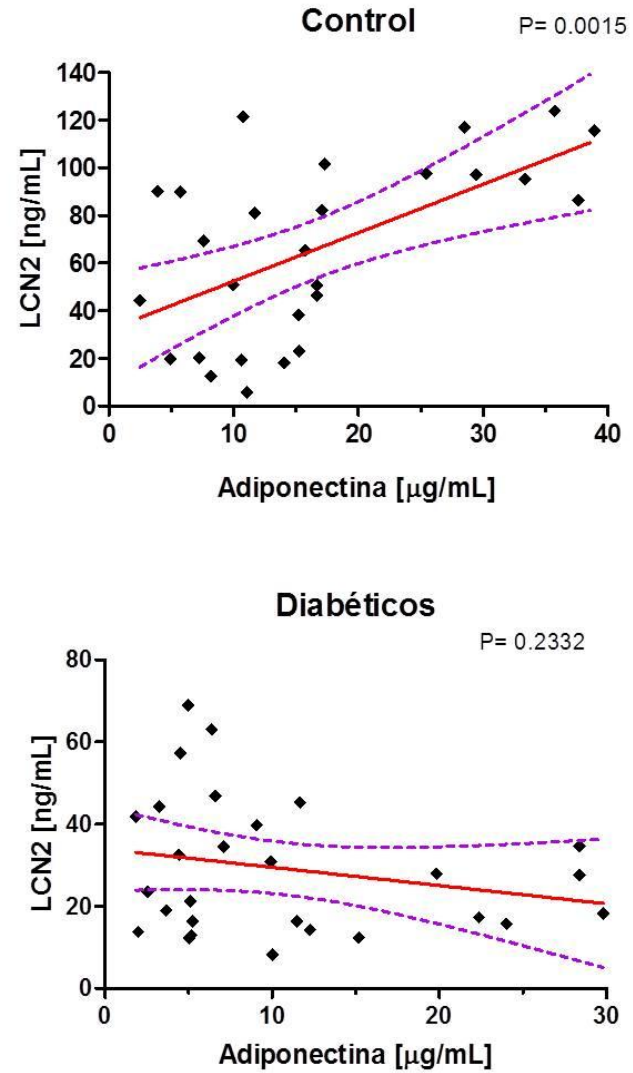 Control
P= 0.0015
LCN2 [ng/mL]
140
120
100
80
60
40
20
0
0 10 20 30 40
Adiponectina [μg/mL]
Diabéticos
P= 0.2332
LCN2 [ng/mL]
80
60
40
20
0
0 10 20 30
Adiponectina [μg/mL]